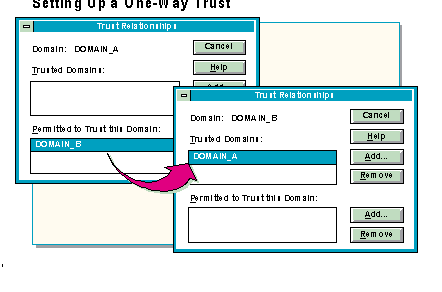 Setting Up a One-Way Trust
Trust Relationships
Domain: DOMAIN_A
Cancel
Trusted Domains:
Help
Add...
Permitted to Trust this Domain:
DOMAIN_B
Trust Relationships
Domain: DOMAIN_B
Cancel
Trusted Domains:
Help
DOMAIN_A
Add...
Remove
Permitted to Trust this Domain:
Add...
Remove